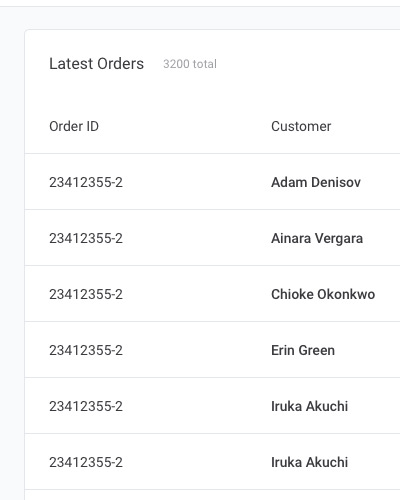 Latest Orders 3200 total
Order ID Customer
23412355-2 Adam Denisov
23412355-2 Ainara Vergara
23412355-2 Chioke Okonkwo
23412355-2 Erin Green
23412355-2 Iruka Akuchi
23412355-2 Iruka Akuchi